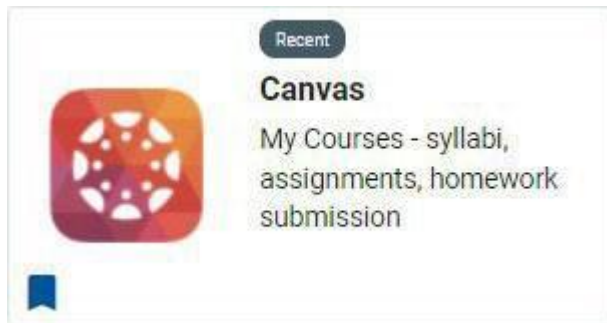 Recent
Canvas
My Courses - syllabi,
assignments, homework
submission